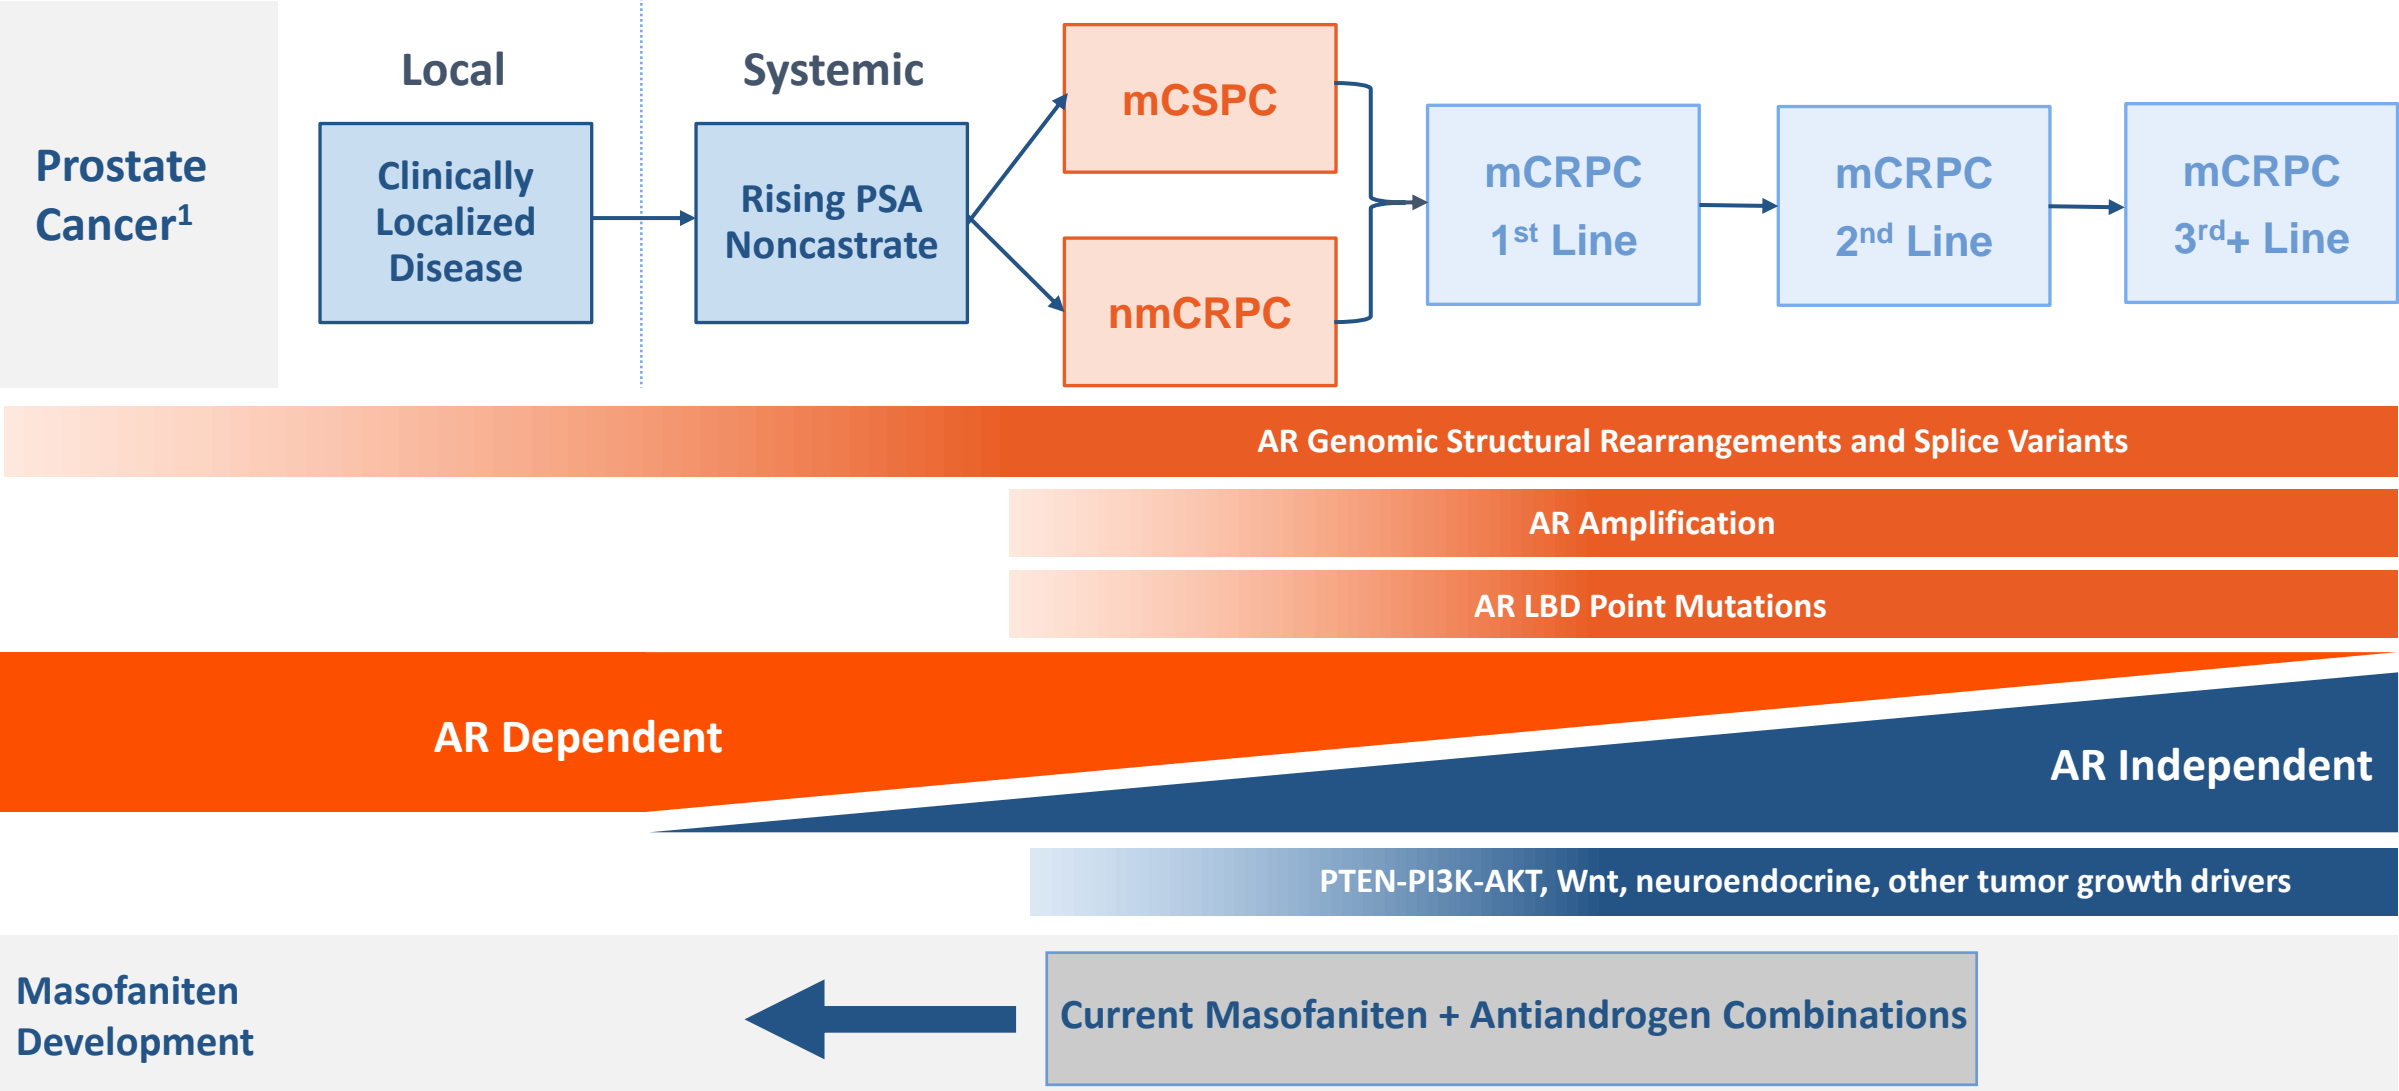 Prostate
Cancer1
Local
Clinically
Localized
Disease
Systemic
Rising PSA
Noncastrate
mCSPC
nmCRPC
mCRPC
1st Line
mCRPC
2nd Line
mCRPC
3rd+ Line
AR Genomic Structural Rearrangements and Splice Variants
AR Amplification
AR LBD Point Mutations
AR Dependent
AR Independent
PTEN-PI3K-AKT, Wnt, neuroendocrine, other tumor growth drivers
Masofaniten
Development
Current Masofaniten + Antiandrogen Combinations